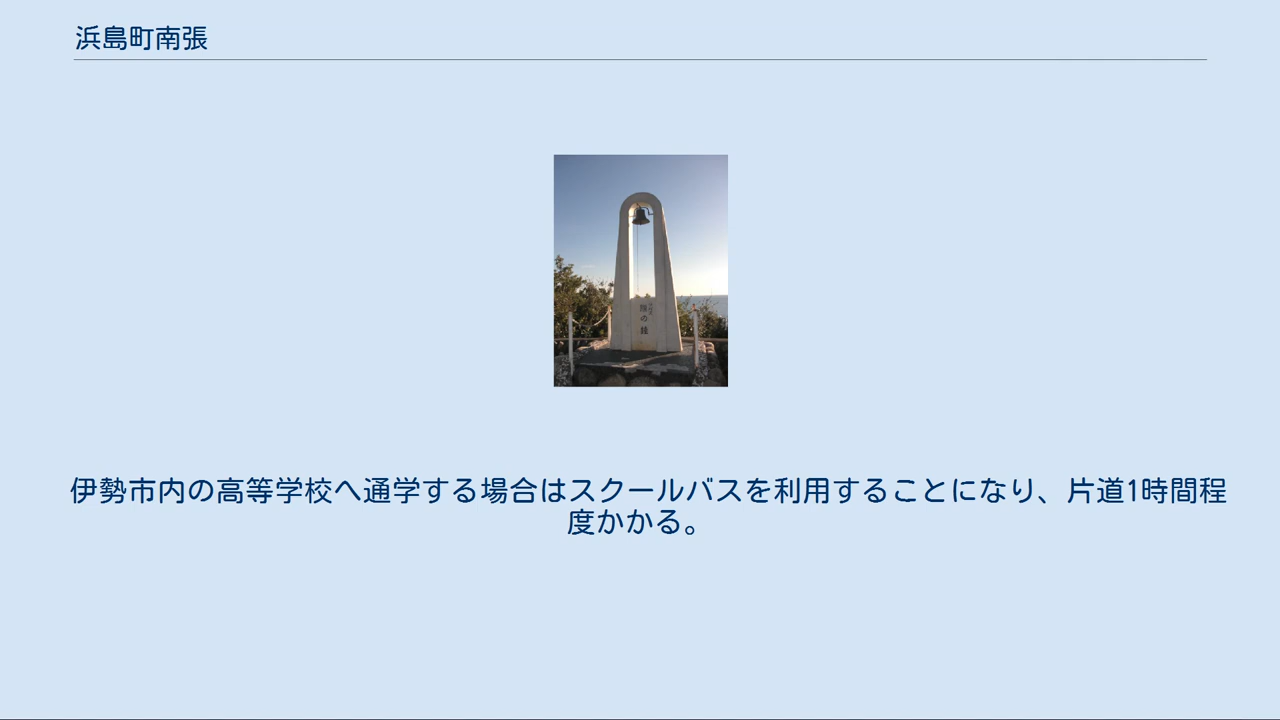 浜島町南張
伊勢市内の高等学校へ通学する場合はスクールバスを利用することになり、片道1時間程
度かかる。